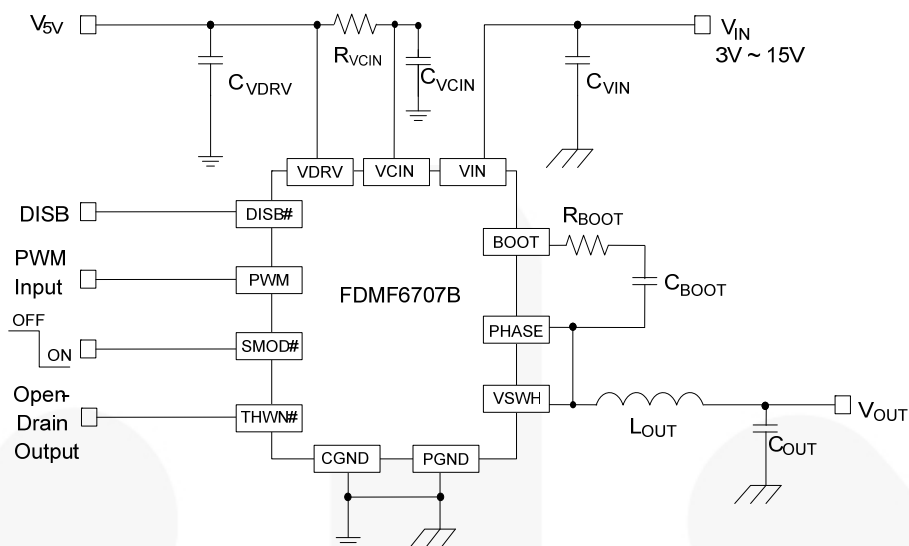 V5V
RVCIN
CVDRV
CVCIN
VIN
3V ~ 15V
CVIN
VDRV
VCIN
VIN
DISB
DISB#
PWM
Input
PWM
OFF
ON
SMOD#
Open-
Drain
Output
THWN#
FDMF6707B
BOOT
RBOOT
CBOOT
PHASE
VSWH
LOUT
VOUT
COUT
CGND
PGND